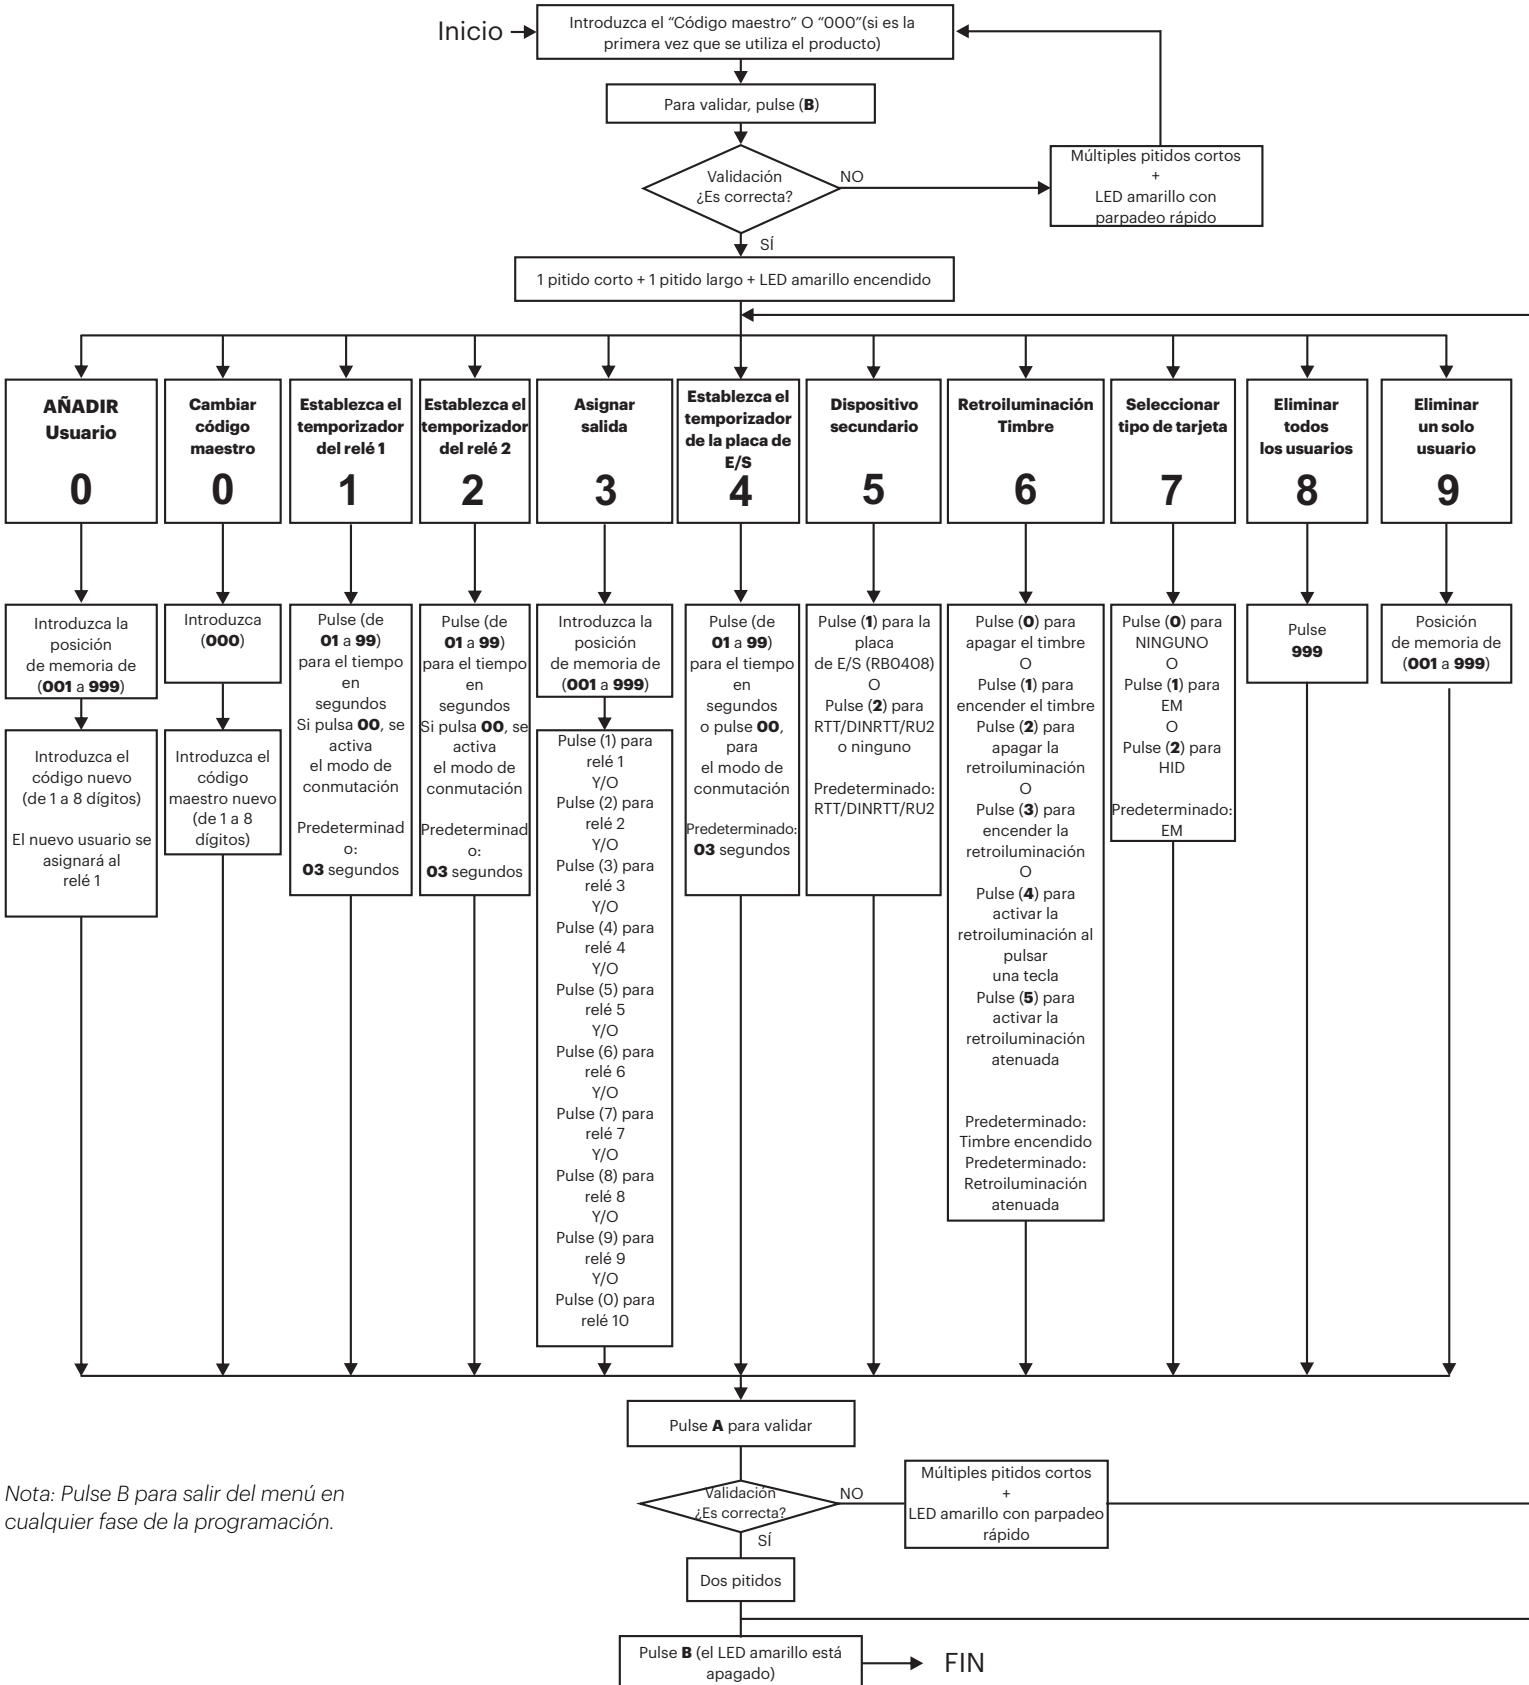 Inicio
Introduzca el “Código maestro” O “000”(si es la
primera vez que se utiliza el producto)
Para validar, pulse (B)
Validación
¿Es correcta?
NO
Múltiples pitidos cortos
+
LED amarillo con
parpadeo rápido
SÍ
1 pitido corto + 1 pitido largo + LED amarillo encendido
AÑADIR
Usuario
0
Cambiar
código
maestro
0
Establezca el
temporizador
del relé 1
1
Establezca el
temporizador
del relé 2
2
Asignar
salida
3
Establezca el
temporizador
de la placa de
E/S
4
Dispositivo
secundario
5
Retroiluminación
Timbre
6
Seleccionar
tipo de tarjeta
7
Eliminar
todos
los usuarios
8
Eliminar
un solo
usuario
9
Introduzca la
posición
de memoria de
(001 a 999)
Introduzca el
código nuevo
(de 1 a 8 dígitos)
El nuevo usuario se
asignará al
relé 1
Introduzca
(000)
Introduzca el
código
maestro nuevo
(de 1 a 8
dígitos)
Pulse (de
01 a 99)
para el tiempo
en
segundos
Si pulsa 00, se
activa
el modo de
conmutación
Predeterminad
o:
03 segundos
Pulse (de
01 a 99)
para el tiempo
en
segundos
Si pulsa 00, se
activa
el modo de
conmutación
Predeterminad
o:
03 segundos
Introduzca la
posición
de memoria de
(001 a 999)
Pulse (1) para
relé 1
Y/O
Pulse (2) para
relé 2
Y/O
Pulse (3) para
relé 3
Y/O
Pulse (4) para
relé 4
Y/O
Pulse (5) para
relé 5
Y/O
Pulse (6) para
relé 6
Y/O
Pulse (7) para
relé 7
Y/O
Pulse (8) para
relé 8
Y/O
Pulse (9) para
relé 9
Y/O
Pulse (0) para
relé 10
Pulse (de
01 a 99)
para el tiempo
en
segundos
o pulse 00,
para
el modo de
conmutación
Predeterminado:
03 segundos
Pulse (1) para la
placa
de E/S (RB0408)
O
Pulse (2) para
RTT/DINRTT/RU2
o ninguno
Predeterminado:
RTT/DINRTT/RU2
Pulse (0) para
apagar el timbre
O
Pulse (1) para
encender el timbre
Pulse (2) para
apagar la
retroiluminación
O
Pulse (3) para
encender la
retroiluminación
O
Pulse (4) para
activar la
retroiluminación al
pulsar
una tecla
Pulse (5) para
activar la
retroiluminación
atenuada
Predeterminado:
Timbre encendido
Predeterminado:
Retroiluminación
atenuada
Pulse (0) para
NINGUNO
O
Pulse (1) para
EM
O
Pulse (2) para
HID
Predeterminado:
EM
Pulse
999
Posición
de memoria de
(001 a 999)
Pulse A para validar
Validación
¿Es correcta?
NO
Múltiples pitidos cortos
+
LED amarillo con parpadeo
rápido
SÍ
Dos pitidos
Pulse B (el LED amarillo está
apagado)
FIN
Nota: Pulse B para salir del menú en
cualquier fase de la programación.